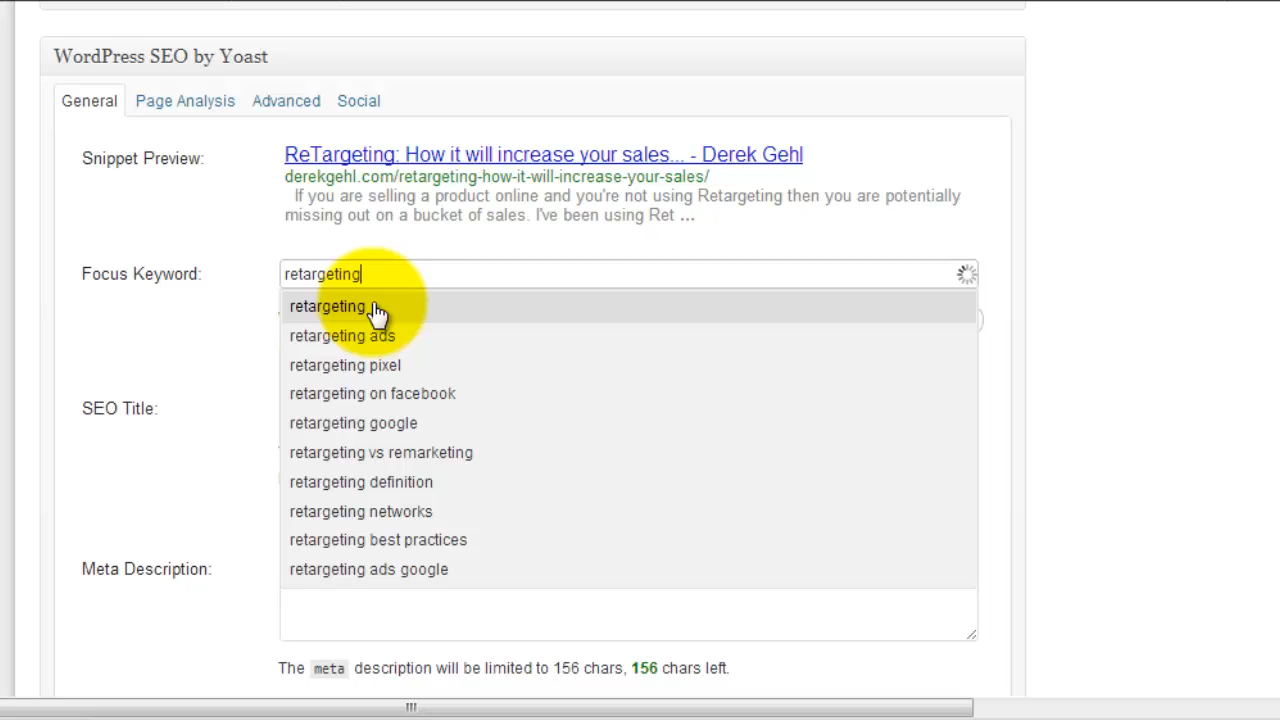 WordPress SEO by Yoast
General Page Analysis Advanced Social
Snippet Preview:
ReTargeting: How it will increase your sales... - Derek Gehl
derekgehl.com/retargeting-how-it-will-increase-your-sales/
If you are selling a product online and you're not using Retargeting then you are potentially
missing out on a bucket of sales. I've been using Ret ...
Focus Keyword:
retargeting
retargeting
retargeting ads
retargeting pixel
retargeting on facebook
SEO Title:
retargeting google
retargeting vs remarketing
retargeting definition
retargeting networks
retargeting best practices
Meta Description:
retargeting ads google
The meta description will be limited to 156 chars, 156 chars left.